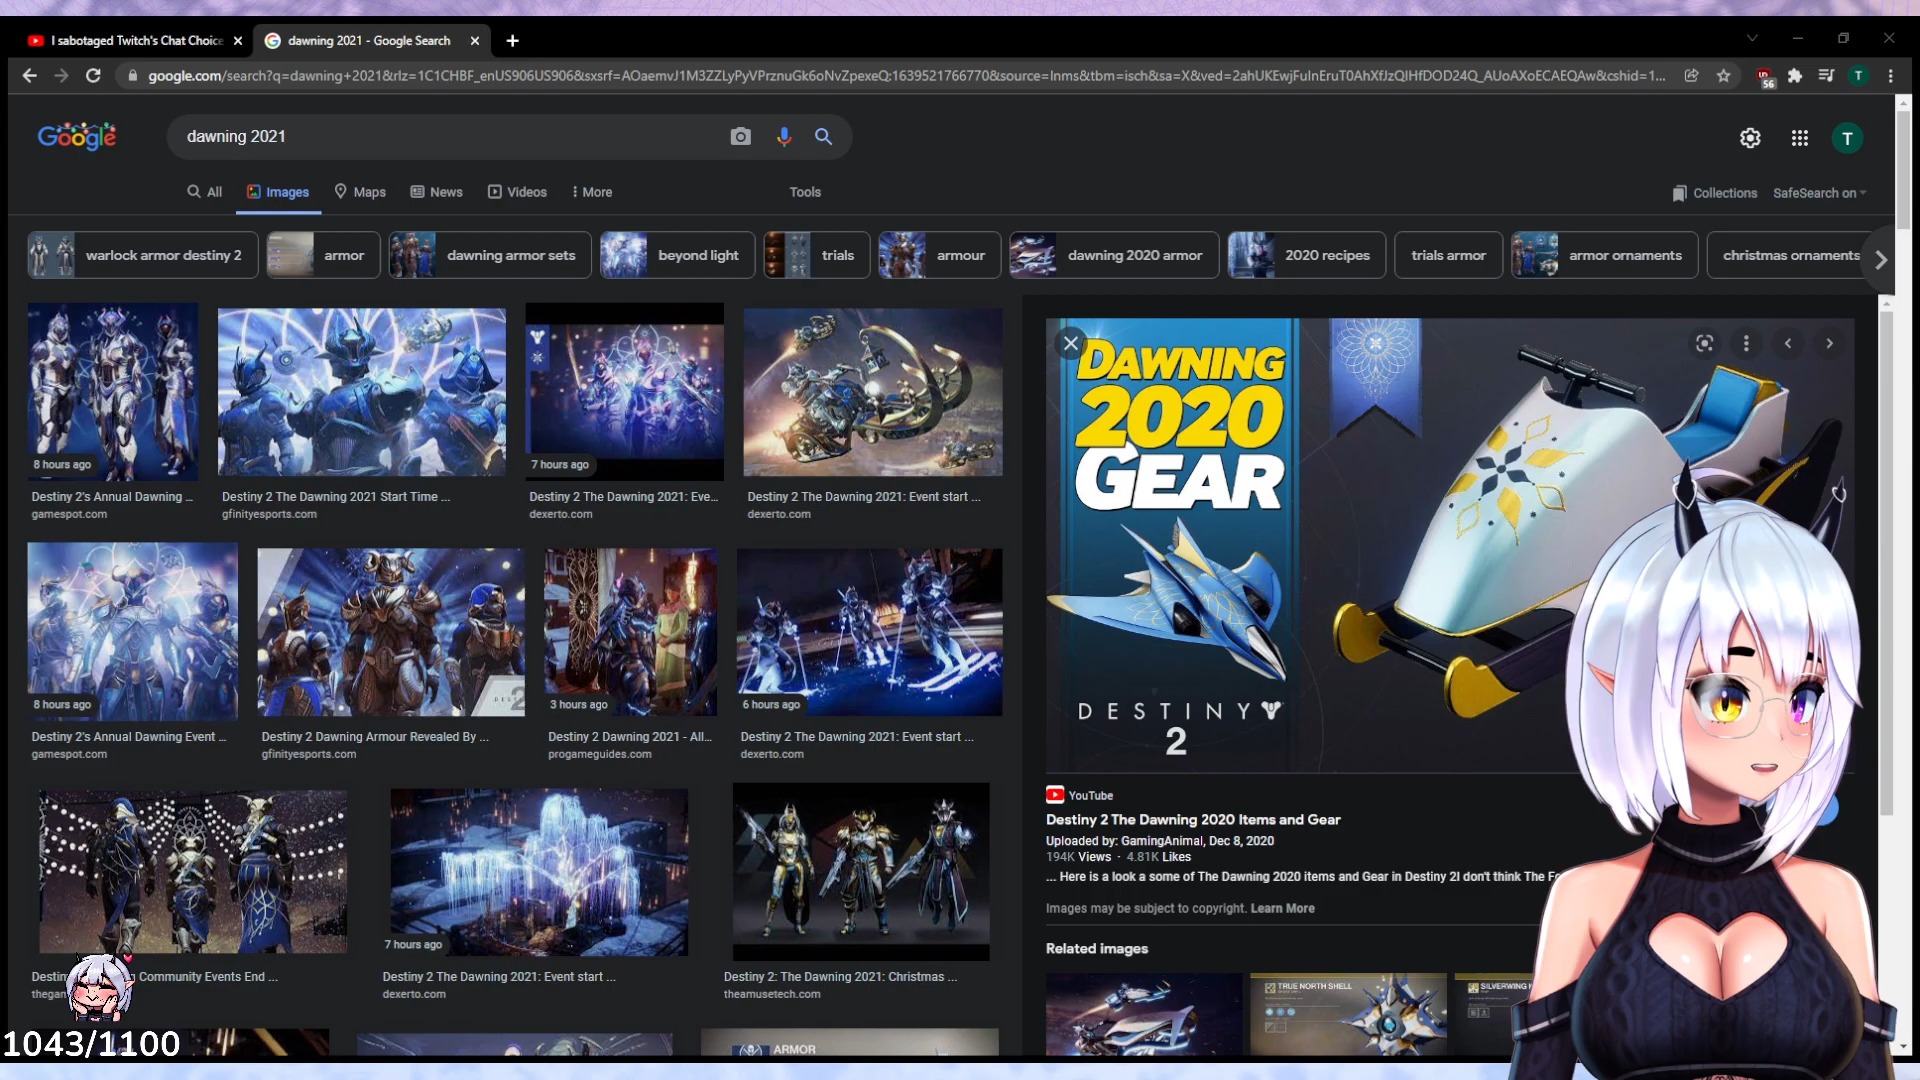 I sabotaged Twitch's Chat Choice
dawning 2021 - Google Search
google.com/search?q=dawning+2021&rlz=1C1CHBF_enUS906US906&sxsrf=AOaemvJ1M3ZZLyPyVPrznuGk6oNvZpexeQ:1639521766770&source=lnms&tbm=isch&sa=X&ved=2ahUKEwjFuInEruT0AhXfJzQIHfDOD24Q_AUoAXoECAEQAw&cshid=1...
56
T
Google
dawning 2021
T
All
Images
Maps
News
Videos
More
Tools
Collections
SafeSearch on
warlock armor destiny 2
armor
dawning armor sets
beyond light
trials
armour
dawning 2020 armor
2020 recipes
trials armor
armor ornaments
christmas ornaments
8 hours ago
7 hours ago
Destiny 2's Annual Dawning ...
gamespot.com
Destiny 2 The Dawning 2021 Start Time ...
gfinityesports.com
Destiny 2 The Dawning 2021: Eve...
dexerto.com
Destiny 2 The Dawning 2021: Event start ...
dexerto.com
8 hours ago
3 hours ago
6 hours ago
Destiny 2's Annual Dawning Event ...
gamespot.com
Destiny 2 Dawning Armour Revealed By ...
gfinityesports.com
Destiny 2 Dawning 2021 - All...
progameguides.com
Destiny 2 The Dawning 2021: Event start ...
dexerto.com
7 hours ago
Community Events End ...
Destiny 2 The Dawning 2021: Event start ...
dexerto.com
Destiny 2: The Dawning 2021: Christmas ...
theamusetech.com
ARMOR
DAWNING
2020
GEAR
DESTINY
2
YouTube
Destiny 2 The Dawning 2020 Items and Gear
Uploaded by: GamingAnimal, Dec 8, 2020
194K Views · 4.81K Likes
... Here is a look a some of The Dawning 2020 items and Gear in Destiny 2I don't think The
Images may be subject to copyright. Learn More
Related images
TRUE NORTH SHELL
1043/1100